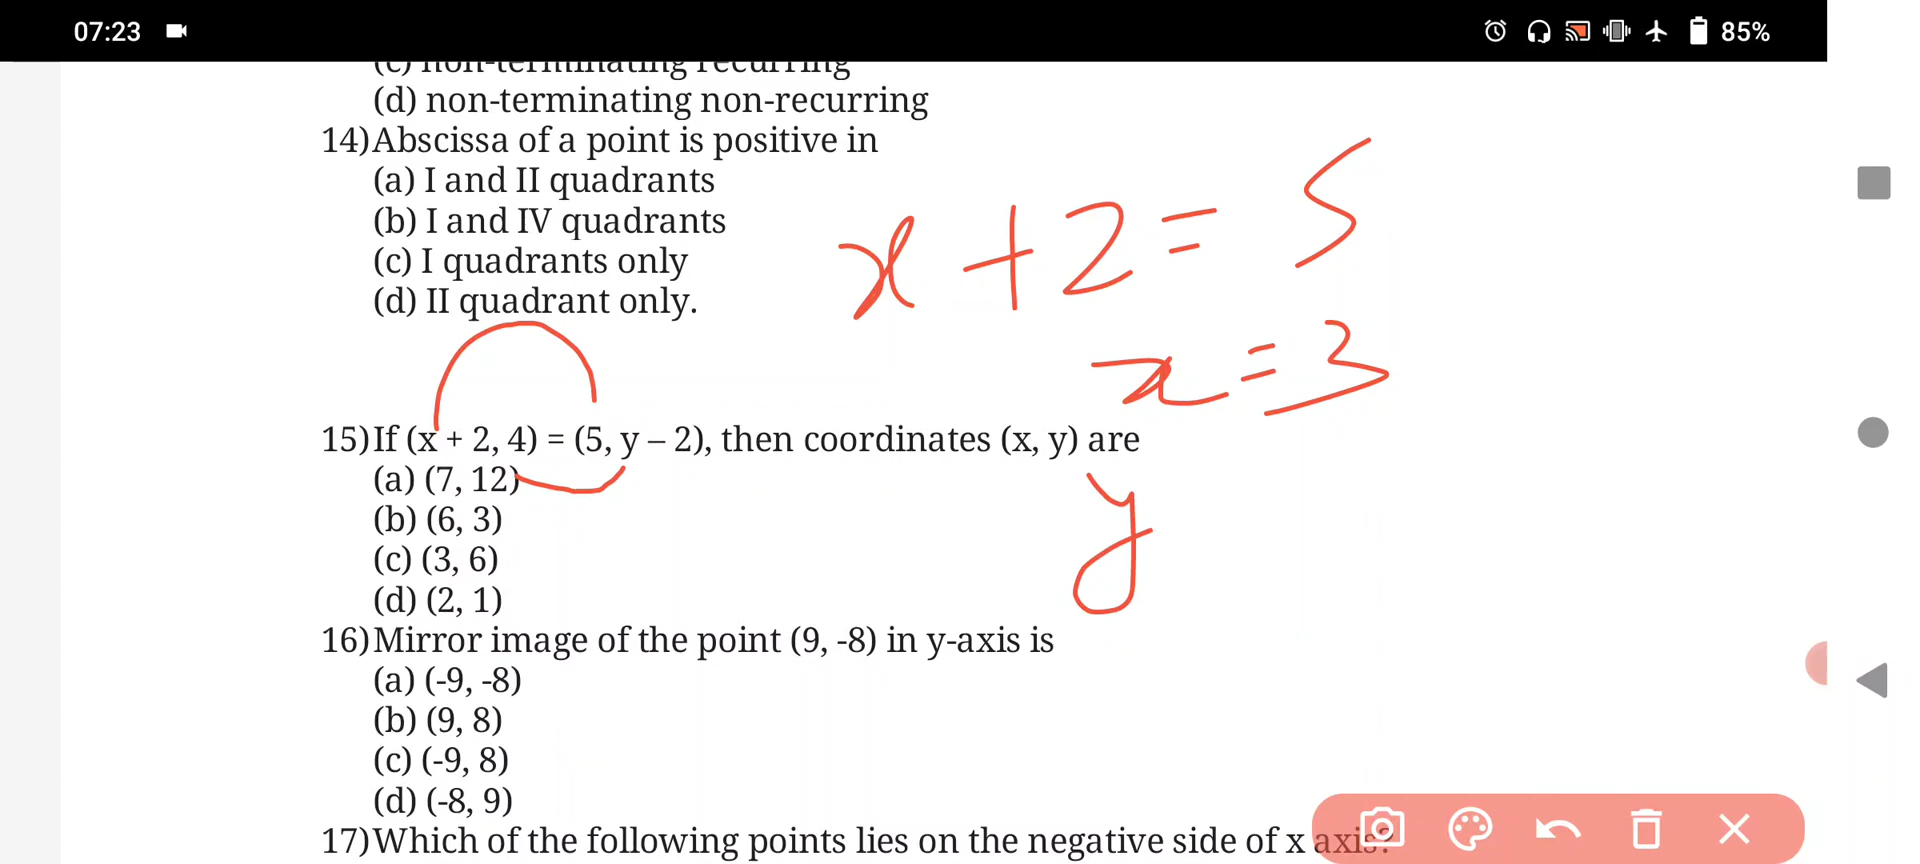 07:23 85%
(c) non-terminating recurring
(d) non-terminating non-recurring
14) Abscissa of a point is positive in
(a) I and II quadrants
(b) I and IV quadrants
(c) I quadrants only
(d) II quadrant only.
x + 2 = 5
x = 3
15) If (x + 2, 4) = (5, y – 2), then coordinates (x, y) are
(a) (7, 12)
(b) (6, 3)
(c) (3, 6)
(d) (2, 1)
y
16) Mirror image of the point (9, -8) in y-axis is
(a) (-9, -8)
(b) (9, 8)
(c) (-9, 8)
(d) (-8, 9)
17) Which of the following points lies on the negative side of x axis?